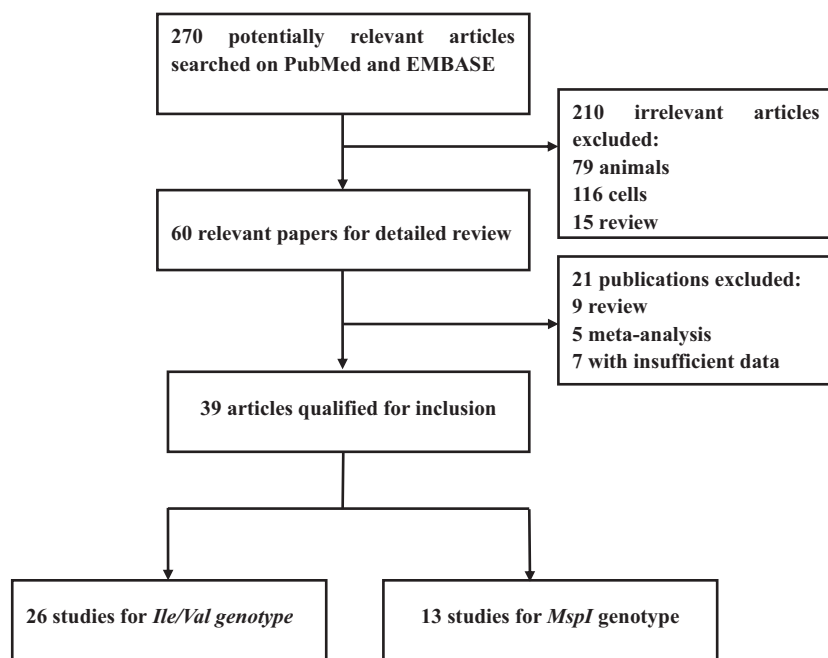 270 potentially relevant articles
searched on PubMed and EMBASE
210 irrelevant articles
excluded:
79 animals
116 cells
15 review
60 relevant papers for detailed review
21 publications excluded:
9 review
5 meta-analysis
7 with insufficient data
39 articles qualified for inclusion
26 studies for Ile/Val genotype
13 studies for MspI genotype